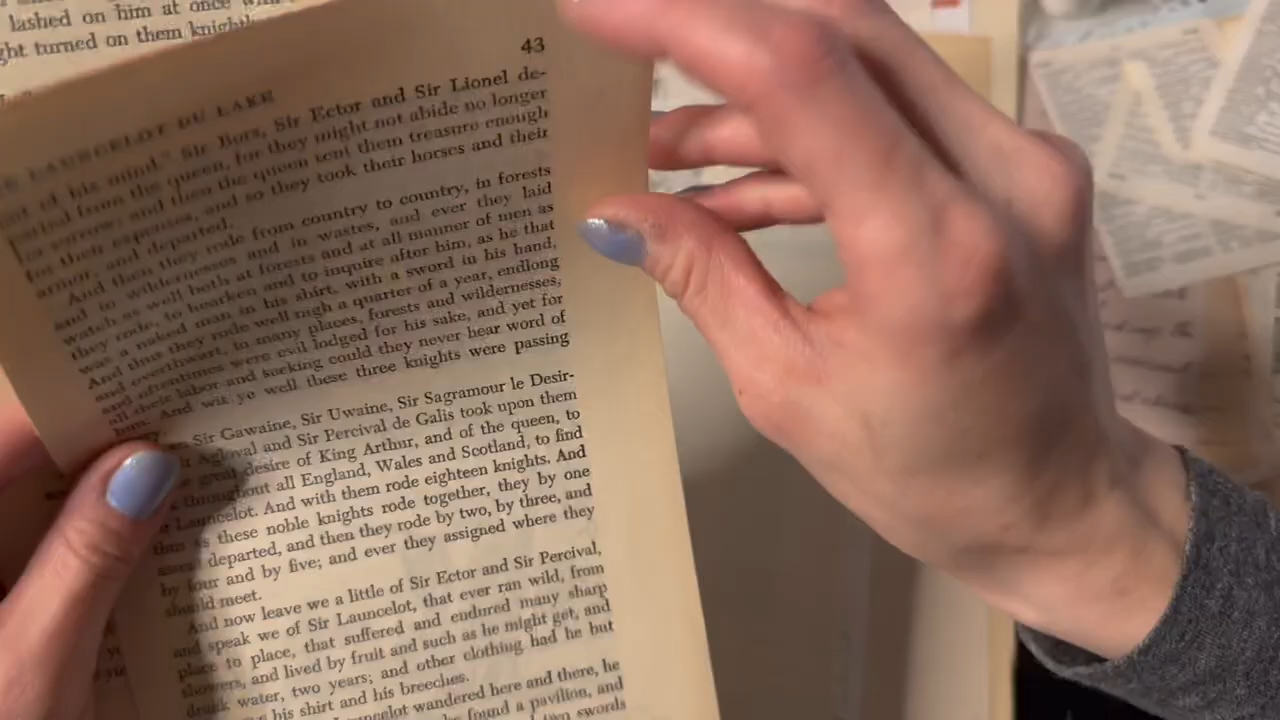 lashed on him at once
ght turned on them knightl
43
LAUNCELOT DU LAKE
out of his mind." Sir Bors, Sir Ector and Sir Lionel de-
parted from the queen, for they might not abide no longer
for sorrow; and then the queen sent them treasure enough
for their expenses, and so they took their horses and their
armor, and departed.
And then they rode from country to country, in forests
and in wildernesses and in wastes, and ever they laid
watch as well both at forests and at all manner of men as
they rode, to hearken and to inquire after him, as he that
was a naked man in his shirt, with a sword in his hand,
And thus they rode well nigh a quarter of a year, endlong
and overthwart, in many places, forests and wildernesses,
and oftentimes were evil lodged for his sake, and yet for
all their labor and seeking could they never hear word of
him. And wit ye well these three knights were passing
Sir Gawaine, Sir Uwaine, Sir Sagramour le Desir-
Agloval and Sir Percival de Galis took upon them
great desire of King Arthur, and of the queen, to
throughout all England, Wales and Scotland, to find
Launcelot. And with them rode eighteen knights. And
thus as these noble knights rode together, they by one
assent departed, and then they rode by two, by three, and
by four and by five; and ever they assigned where they
should meet.
And now leave we a little of Sir Ector and Sir Percival,
and speak we of Sir Launcelot, that ever ran wild, from
place to place, that suffered and endured many sharp
showers, and lived by fruit and such as he might get, and
drank water, two years; and other clothing had he but
his shirt and his breeches.
Launcelot wandered here and there, he
found a pavilion, and
two swords